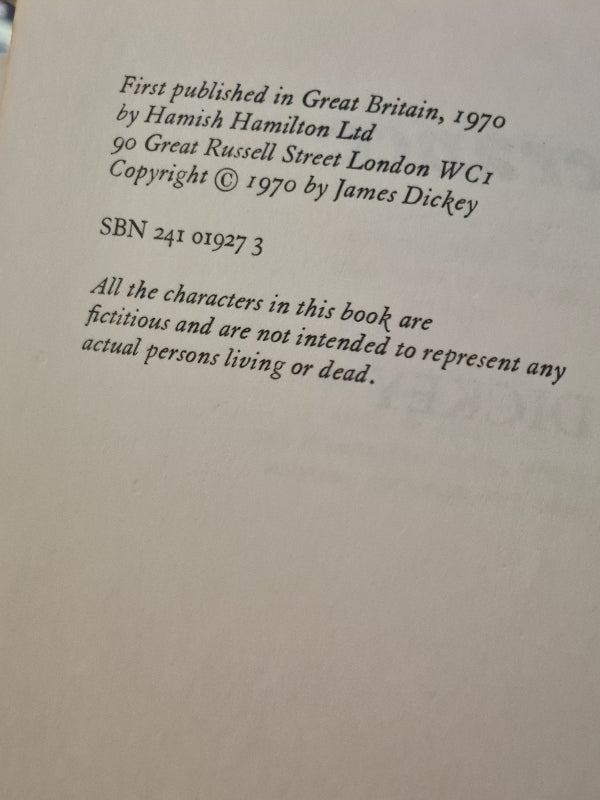 First published in Great Britain, 1970
by Hamish Hamilton Ltd
90 Great Russell Street London WC1
Copyright © 1970 by James Dickey
SBN 241 01927 3
All the characters in this book are
fictitious and are not intended to represent any
actual persons living or dead.
DICKEY